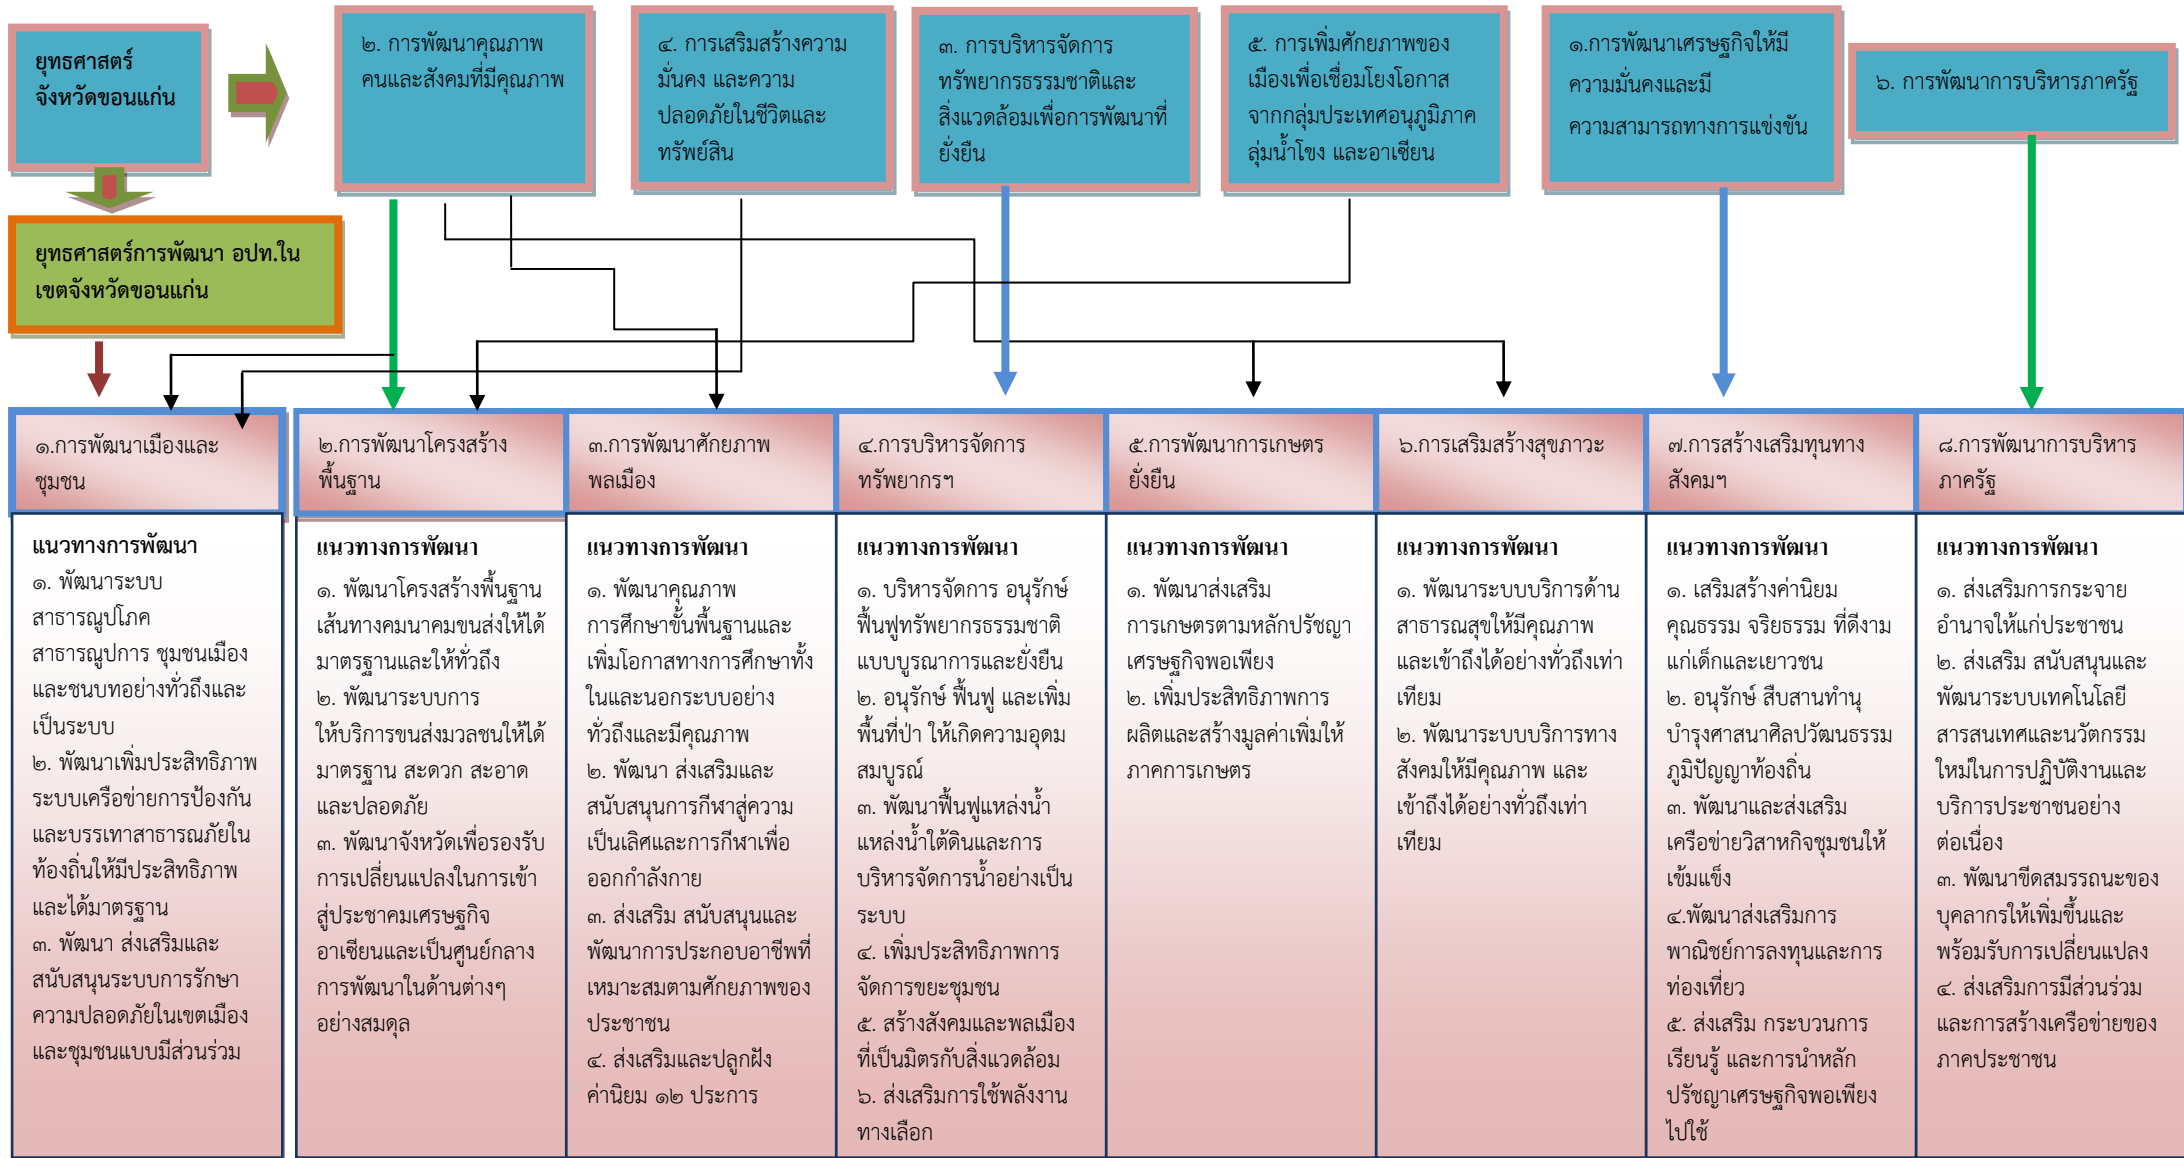 ยุทธศาสตร์
จังหวัดขอนแก่น
๒. การพัฒนาคุณภาพ
คนและสังคมที่มีคุณภาพ
๔. การเสริมสร้างความ
มั่นคง และความ
ปลอดภัยในชีวิตและ
ทรัพย์สิน
๓. การบริหารจัดการ
ทรัพยากรธรรมชาติและ
สิ่งแวดล้อมเพื่อการพัฒนาที่
ยั่งยืน
๕. การเพิ่มศักยภาพของ
เมืองเพื่อเชื่อมโยงโอกาส
จากกลุ่มประเทศอนุภูมิภาค
ลุ่มน้ำโขง และอาเซียน
๑.การพัฒนาเศรษฐกิจให้มี
ความมั่นคงและมี
ความสามารถทางการแข่งขัน
๖. การพัฒนาการบริหารภาครัฐ
ยุทธศาสตร์การพัฒนา อปท.ใน
เขตจังหวัดขอนแก่น
๑.การพัฒนาเมืองและ
ชุมชน
๒.การพัฒนาโครงสร้าง
พื้นฐาน
๓.การพัฒนาศักยภาพ
พลเมือง
๔.การบริหารจัดการ
ทรัพยากรฯ
๕.การพัฒนาการเกษตร
ยั่งยืน
๖.การเสริมสร้างสุขภาวะ
๗.การสร้างเสริมทุนทาง
สังคมฯ
๘.การพัฒนาการบริหาร
ภาครัฐ
แนวทางการพัฒนา
๑. พัฒนาระบบ
สาธารณูปโภค
สาธารณูปการ ชุมชนเมือง
และชนบทอย่างทั่วถึงและ
เป็นระบบ
๒. พัฒนาเพิ่มประสิทธิภาพ
ระบบเครือข่ายการป้องกัน
และบรรเทาสาธารณภัยใน
ท้องถิ่นให้มีประสิทธิภาพ
และได้มาตรฐาน
๓. พัฒนา ส่งเสริมและ
สนับสนุนระบบการรักษา
ความปลอดภัยในเขตเมือง
และชุมชนแบบมีส่วนร่วม
แนวทางการพัฒนา
๑. พัฒนาโครงสร้างพื้นฐาน
เส้นทางคมนาคมขนส่งให้ได้
มาตรฐานและให้ทั่วถึง
๒. พัฒนาระบบการ
ให้บริการขนส่งมวลชนให้ได้
มาตรฐาน สะดวก สะอาด
และปลอดภัย
๓. พัฒนาจังหวัดเพื่อรองรับ
การเปลี่ยนแปลงในการเข้า
สู่ประชาคมเศรษฐกิจ
อาเซียนและเป็นศูนย์กลาง
การพัฒนาในด้านต่างๆ
อย่างสมดุล
แนวทางการพัฒนา
๑. พัฒนาคุณภาพ
การศึกษาขั้นพื้นฐานและ
เพิ่มโอกาสทางการศึกษาทั้ง
ในและนอกระบบอย่าง
ทั่วถึงและมีคุณภาพ
๒. พัฒนา ส่งเสริมและ
สนับสนุนการกีฬาสู่ความ
เป็นเลิศและการกีฬาเพื่อ
ออกกำลังกาย
๓. ส่งเสริม สนับสนุนและ
พัฒนาการประกอบอาชีพที่
เหมาะสมตามศักยภาพของ
ประชาชน
๔. ส่งเสริมและปลูกฝัง
ค่านิยม ๑๒ ประการ
แนวทางการพัฒนา
๑. บริหารจัดการ อนุรักษ์
ฟื้นฟูทรัพยากรธรรมชาติ
แบบบูรณาการและยั่งยืน
๒. อนุรักษ์ ฟื้นฟู และเพิ่ม
พื้นที่ป่า ให้เกิดความอุดม
สมบูรณ์
๓. พัฒนาฟื้นฟูแหล่งน้ำ
แหล่งน้ำใต้ดินและการ
บริหารจัดการน้ำอย่างเป็น
ระบบ
๔. เพิ่มประสิทธิภาพการ
จัดการขยะชุมชน
๕. สร้างสังคมและพลเมือง
ที่เป็นมิตรกับสิ่งแวดล้อม
๖. ส่งเสริมการใช้พลังงาน
ทางเลือก
แนวทางการพัฒนา
๑. พัฒนาส่งเสริม
การเกษตรตามหลักปรัชญา
เศรษฐกิจพอเพียง
๒. เพิ่มประสิทธิภาพการ
ผลิตและสร้างมูลค่าเพิ่มให้
ภาคการเกษตร
แนวทางการพัฒนา
๑. พัฒนาระบบบริการด้าน
สาธารณสุขให้มีคุณภาพ
และเข้าถึงได้อย่างทั่วถึงเท่า
เทียม
๒. พัฒนาระบบบริการทาง
สังคมให้มีคุณภาพ และ
เข้าถึงได้อย่างทั่วถึงเท่า
เทียม
แนวทางการพัฒนา
๑. เสริมสร้างค่านิยม
คุณธรรม จริยธรรม ที่ดีงาม
แก่เด็กและเยาวชน
๒. อนุรักษ์ สืบสานทำนุ
บำรุงศาสนาศิลปวัฒนธรรม
ภูมิปัญญาท้องถิ่น
๓. พัฒนาและส่งเสริม
เครือข่ายวิสาหกิจชุมชนให้
เข้มแข็ง
๔.พัฒนาส่งเสริมการ
พาณิชย์การลงทุนและการ
ท่องเที่ยว
๕. ส่งเสริม กระบวนการ
เรียนรู้ และการนำหลัก
ปรัชญาเศรษฐกิจพอเพียง
ไปใช้
แนวทางการพัฒนา
๑. ส่งเสริมการกระจาย
อำนาจให้แก่ประชาชน
๒. ส่งเสริม สนับสนุนและ
พัฒนาระบบเทคโนโลยี
สารสนเทศและนวัตกรรม
ใหม่ในการปฏิบัติงานและ
บริการประชาชนอย่าง
ต่อเนื่อง
๓. พัฒนาขีดสมรรถนะของ
บุคลากรให้เพิ่มขึ้นและ
พร้อมรับการเปลี่ยนแปลง
๔. ส่งเสริมการมีส่วนร่วม
และการสร้างเครือข่ายของ
ภาคประชาชน